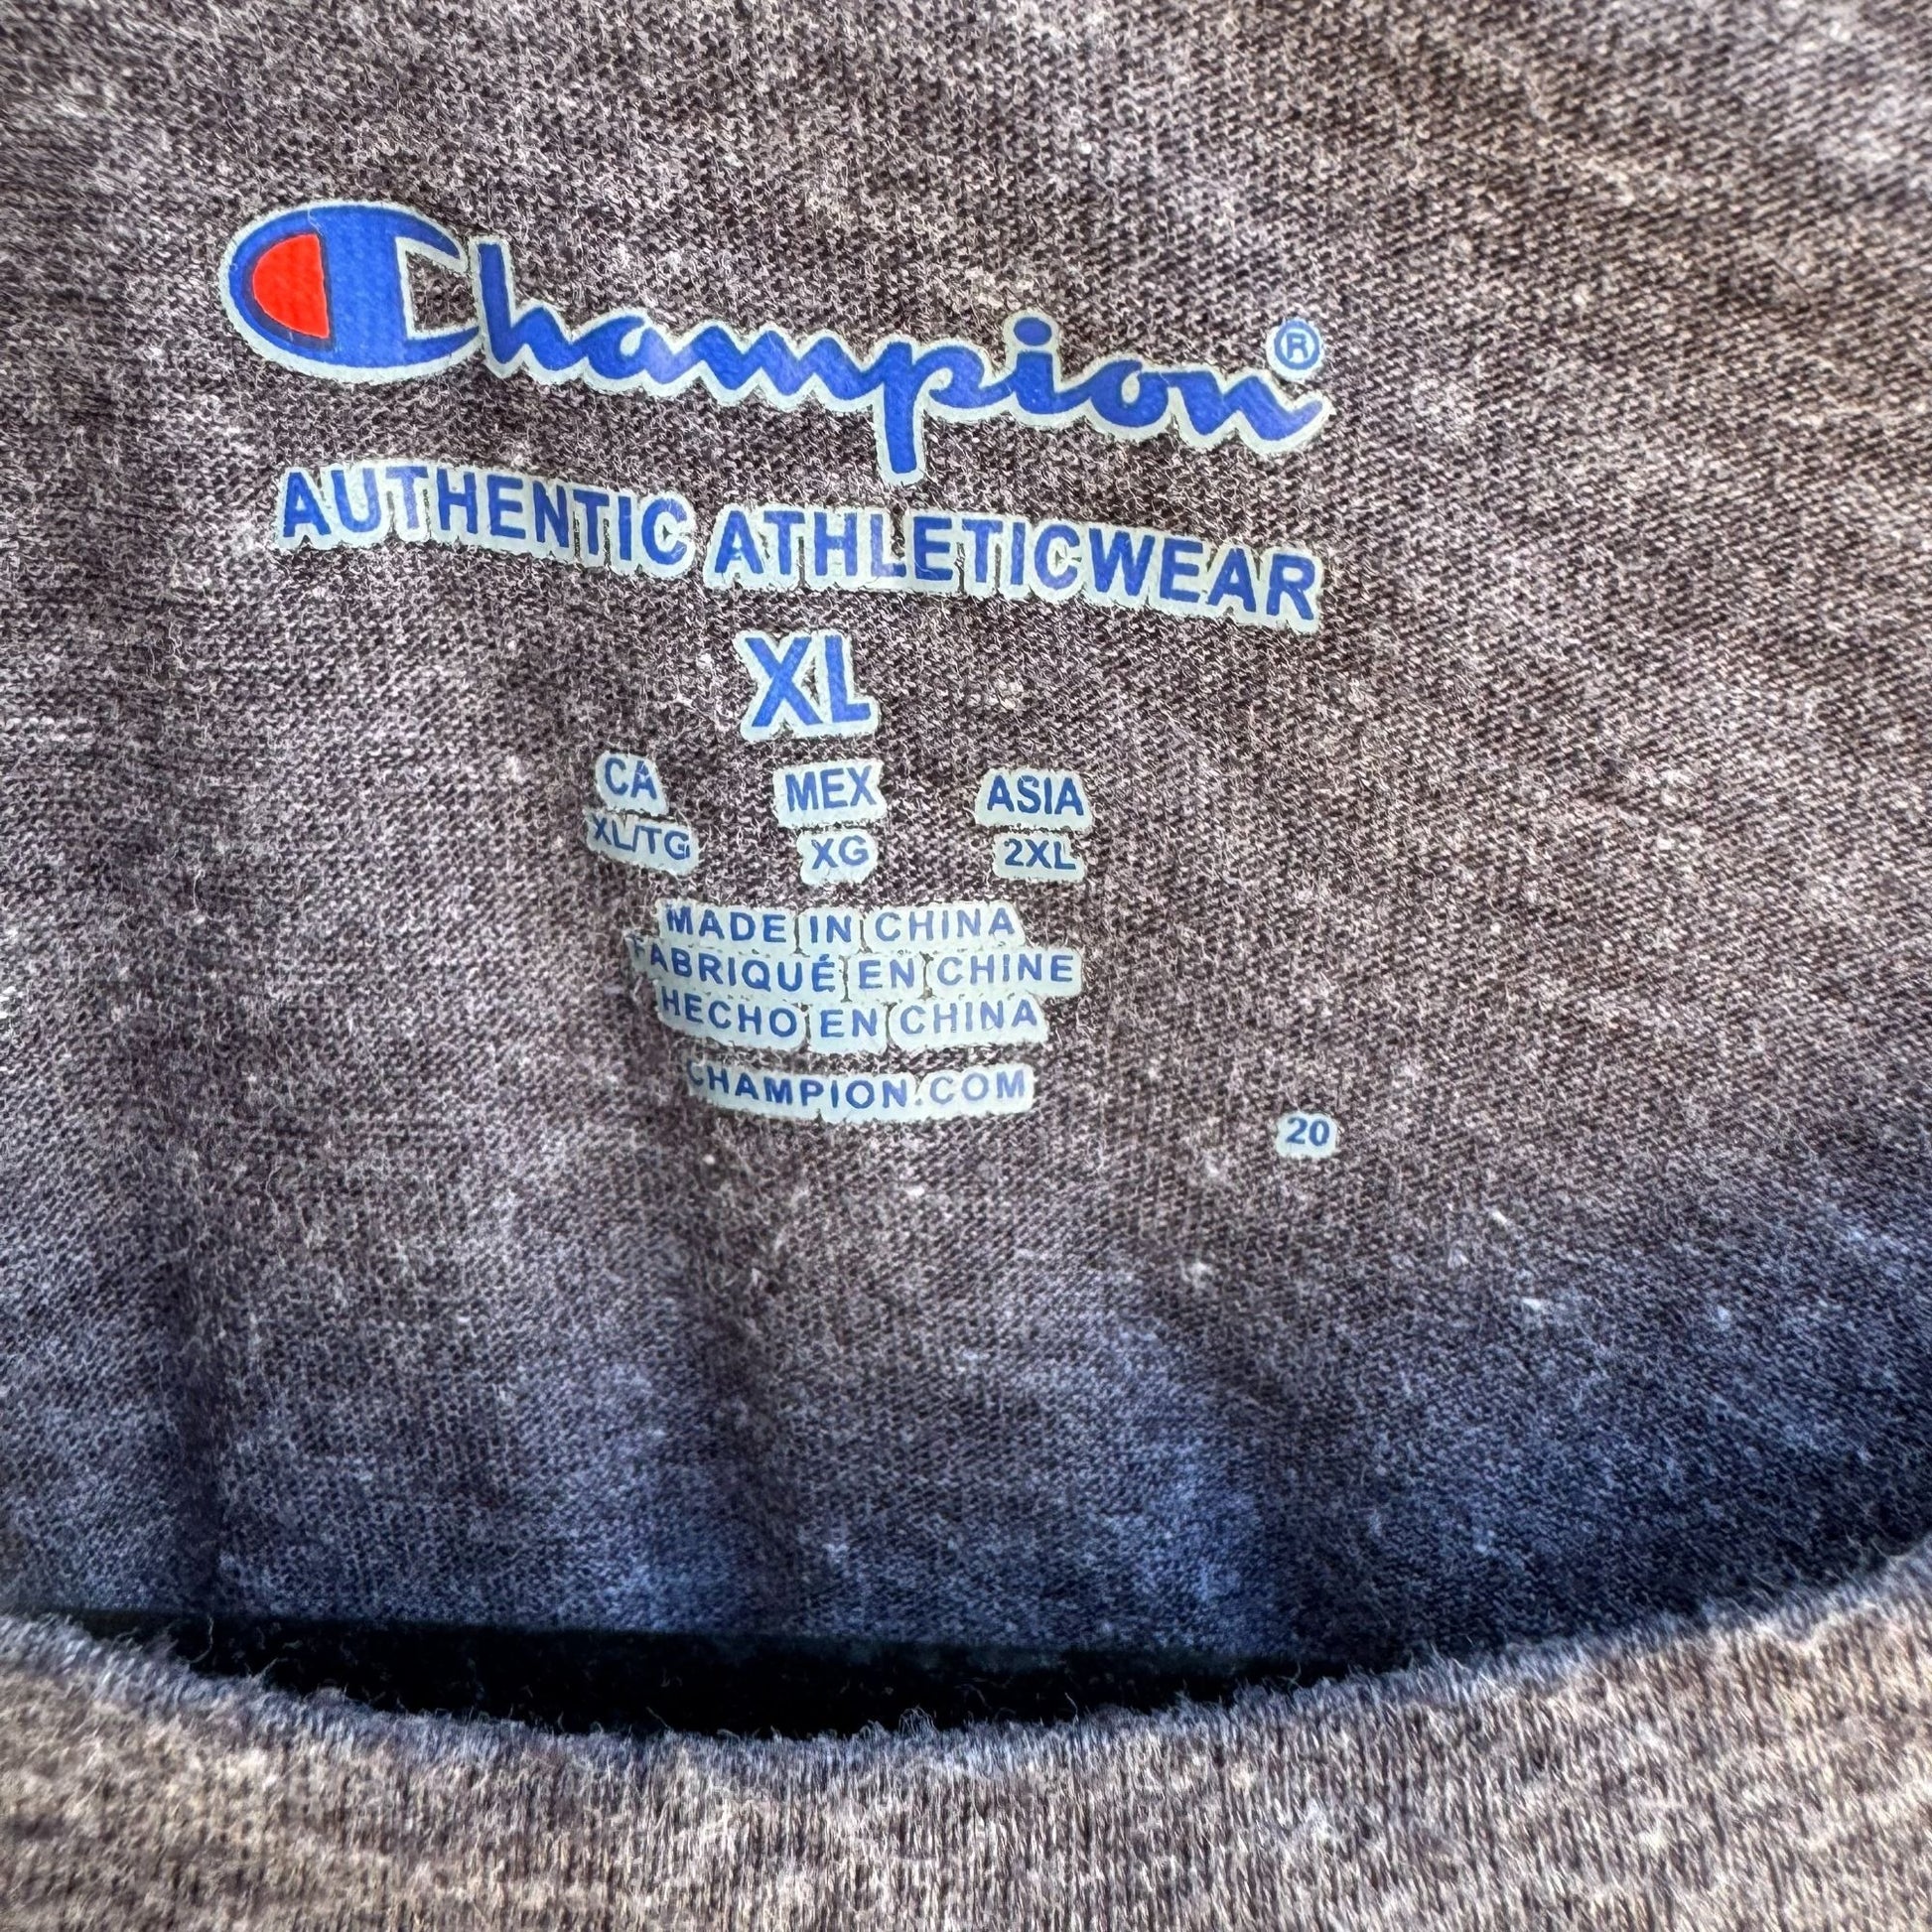 Champion®
AUTHENTIC ATHLETICWEAR
XL
CA MEX ASIA
XL/TG XG 2XL
MADE IN CHINA
FABRIQUÉ EN CHINE
HECHO EN CHINA
CHAMPION.COM
20